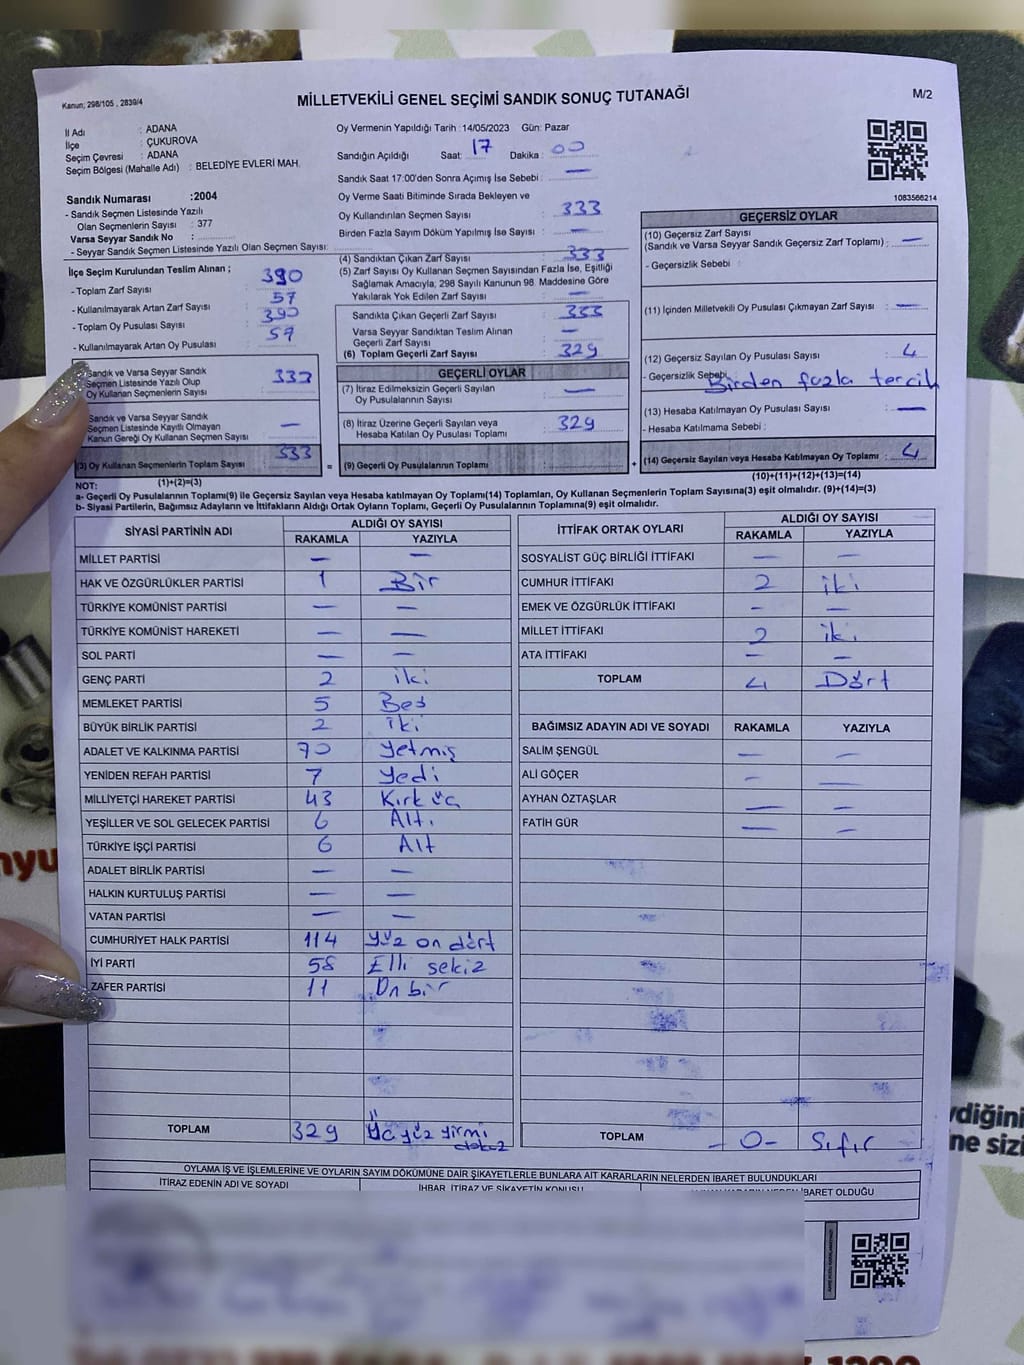 Kanun; 298/105 , 2839/4
MİLLETVEKİLİ GENEL SEÇİMİ SANDIK SONUÇ TUTANAĞI
M/2
İl Adı : ADANA
İlçe : ÇUKUROVA
Seçim Çevresi : ADANA
Seçim Bölgesi (Mahalle Adı) : BELEDİYE EVLERİ MAH.
Oy Vermenin Yapıldığı Tarih : 14/05/2023 Gün: Pazar
Sandığın Açıldığı Saat: 17 Dakika : 00
Sandık Saat 17:00'den Sonra Açımış İse Sebebi : —
Oy Verme Saati Bitiminde Sırada Bekleyen ve
Oy Kullandırılan Seçmen Sayısı : 333
Birden Fazla Sayım Döküm Yapılmış İse Sayısı : —
1083566214
Sandık Numarası :2004
- Sandık Seçmen Listesinde Yazılı
Olan Seçmenlerin Sayısı : 377
Varsa Seyyar Sandık No :
- Seyyar Sandık Seçmen Listesinde Yazılı Olan Seçmen Sayısı:
İlçe Seçim Kurulundan Teslim Alınan ;
- Toplam Zarf Sayısı : 390
- Kullanılmayarak Artan Zarf Sayısı : 57
- Toplam Oy Pusulası Sayısı : 390
- Kullanılmayarak Artan Oy Pusulası : 57
Sandık ve Varsa Seyyar Sandık
Seçmen Listesinde Yazılı Olup
Oy Kullanan Seçmenlerin Sayısı : 333
Sandık ve Varsa Seyyar Sandık
Seçmen Listesinde Kayıtlı Olmayan
Kanun Gereği Oy Kullanan Seçmen Sayısı : —
(3) Oy Kullanan Seçmenlerin Toplam Sayısı : 333
(1)+(2)=(3)
(4) Sandıktan Çıkan Zarf Sayısı : 333
(5) Zarf Sayısı Oy Kullanan Seçmen Sayısından Fazla İse, Eşitliği
Sağlamak Amacıyla, 298 Sayılı Kanunun 98. Maddesine Göre
Yakılarak Yok Edilen Zarf Sayısı : —
Sandıkta Çıkan Geçerli Zarf Sayısı : 333
Varsa Seyyar Sandıktan Teslim Alınan
Geçerli Zarf Sayısı : —
(6) Toplam Geçerli Zarf Sayısı : 329
GEÇERLİ OYLAR
(7) İtiraz Edilmeksizin Geçerli Sayılan
Oy Pusulalarının Sayısı : —
(8) İtiraz Üzerine Geçerli Sayılan veya
Hesaba Katılan Oy Pusulası Toplamı : 329
= (9) Geçerli Oy Pusulalarının Toplamı : +
GEÇERSİZ OYLAR
(10) Geçersiz Zarf Sayısı
(Sandık ve Varsa Seyyar Sandık Geçersiz Zarf Toplamı) : —
- Geçersizlik Sebebi :
(11) İçinden Milletvekili Oy Pusulası Çıkmayan Zarf Sayısı : —
(12) Geçersiz Sayılan Oy Pusulası Sayısı : 4
- Geçersizlik Sebebi Birden fazla tercih
(13) Hesaba Katılmayan Oy Pusulası Sayısı : —
- Hesaba Katılmama Sebebi :
(14) Geçersiz Sayılan veya Hesaba Katılmayan Oy Toplamı : 4
(10)+(11)+(12)+(13)=(14)
NOT:
a- Geçerli Oy Pusulalarının Toplamı(9) ile Geçersiz Sayılan veya Hesaba katılmayan Oy Toplamı(14) Toplamları, Oy Kullanan Seçmenlerin Toplam Sayısına(3) eşit olmalıdır. (9)+(14)=(3)
b- Siyasi Partilerin, Bağımsız Adayların ve İttifakların Aldığı Oyların Toplamı, Geçerli Oy Pusulalarının Toplamına(9) eşit olmalıdır.
SİYASİ PARTİNİN ADI ALDIĞI OY SAYISI
RAKAMLA YAZIYLA
MİLLET PARTİSİ — —
HAK VE ÖZGÜRLÜKLER PARTİSİ 1 Bir
TÜRKİYE KOMÜNİST PARTİSİ — —
TÜRKİYE KOMÜNİST HAREKETİ — —
SOL PARTİ — —
GENÇ PARTİ 2 iki
MEMLEKET PARTİSİ 5 Beş
BÜYÜK BİRLİK PARTİSİ 2 iki
ADALET VE KALKINMA PARTİSİ 70 yetmiş
YENİDEN REFAH PARTİSİ 7 yedi
MİLLİYETÇİ HAREKET PARTİSİ 43 Kırk üç
YEŞİLLER VE SOL GELECEK PARTİSİ 6 Altı
TÜRKİYE İŞÇİ PARTİSİ 6 Alt
ADALET BİRLİK PARTİSİ — —
HALKIN KURTULUŞ PARTİSİ — —
VATAN PARTİSİ — —
CUMHURİYET HALK PARTİSİ 114 yüz on dört
İYİ PARTİ 58 Elli sekiz
ZAFER PARTİSİ 11 On bir
TOPLAM 329 Üç yüz yirmi dokuz
İTTİFAK ORTAK OYLARI ALDIĞI OY SAYISI
RAKAMLA YAZIYLA
SOSYALİST GÜÇ BİRLİĞİ İTTİFAKI — —
CUMHUR İTTİFAKI 2 iki
EMEK VE ÖZGÜRLÜK İTTİFAKI — —
MİLLET İTTİFAKI 2 iki
ATA İTTİFAKI — —
TOPLAM 4 Dört
BAĞIMSIZ ADAYIN ADI VE SOYADI RAKAMLA YAZIYLA
SALİM ŞENGÜL — —
ALİ GÖÇER — —
AYHAN ÖZTAŞLAR — —
FATİH GÜR — —
TOPLAM -0- Sıfır
OYLAMA İŞ VE İŞLEMLERİNE VE OYLARIN SAYIM DÖKÜMÜNE DAİR ŞİKAYETLERLE BUNLARA AİT KARARLARIN NELERDEN İBARET BULUNDUKLARI
İTİRAZ EDENİN ADI VE SOYADI İHBAR, İTİRAZ VE ŞİKAYETİN KONUSU İBARET OLDUĞU